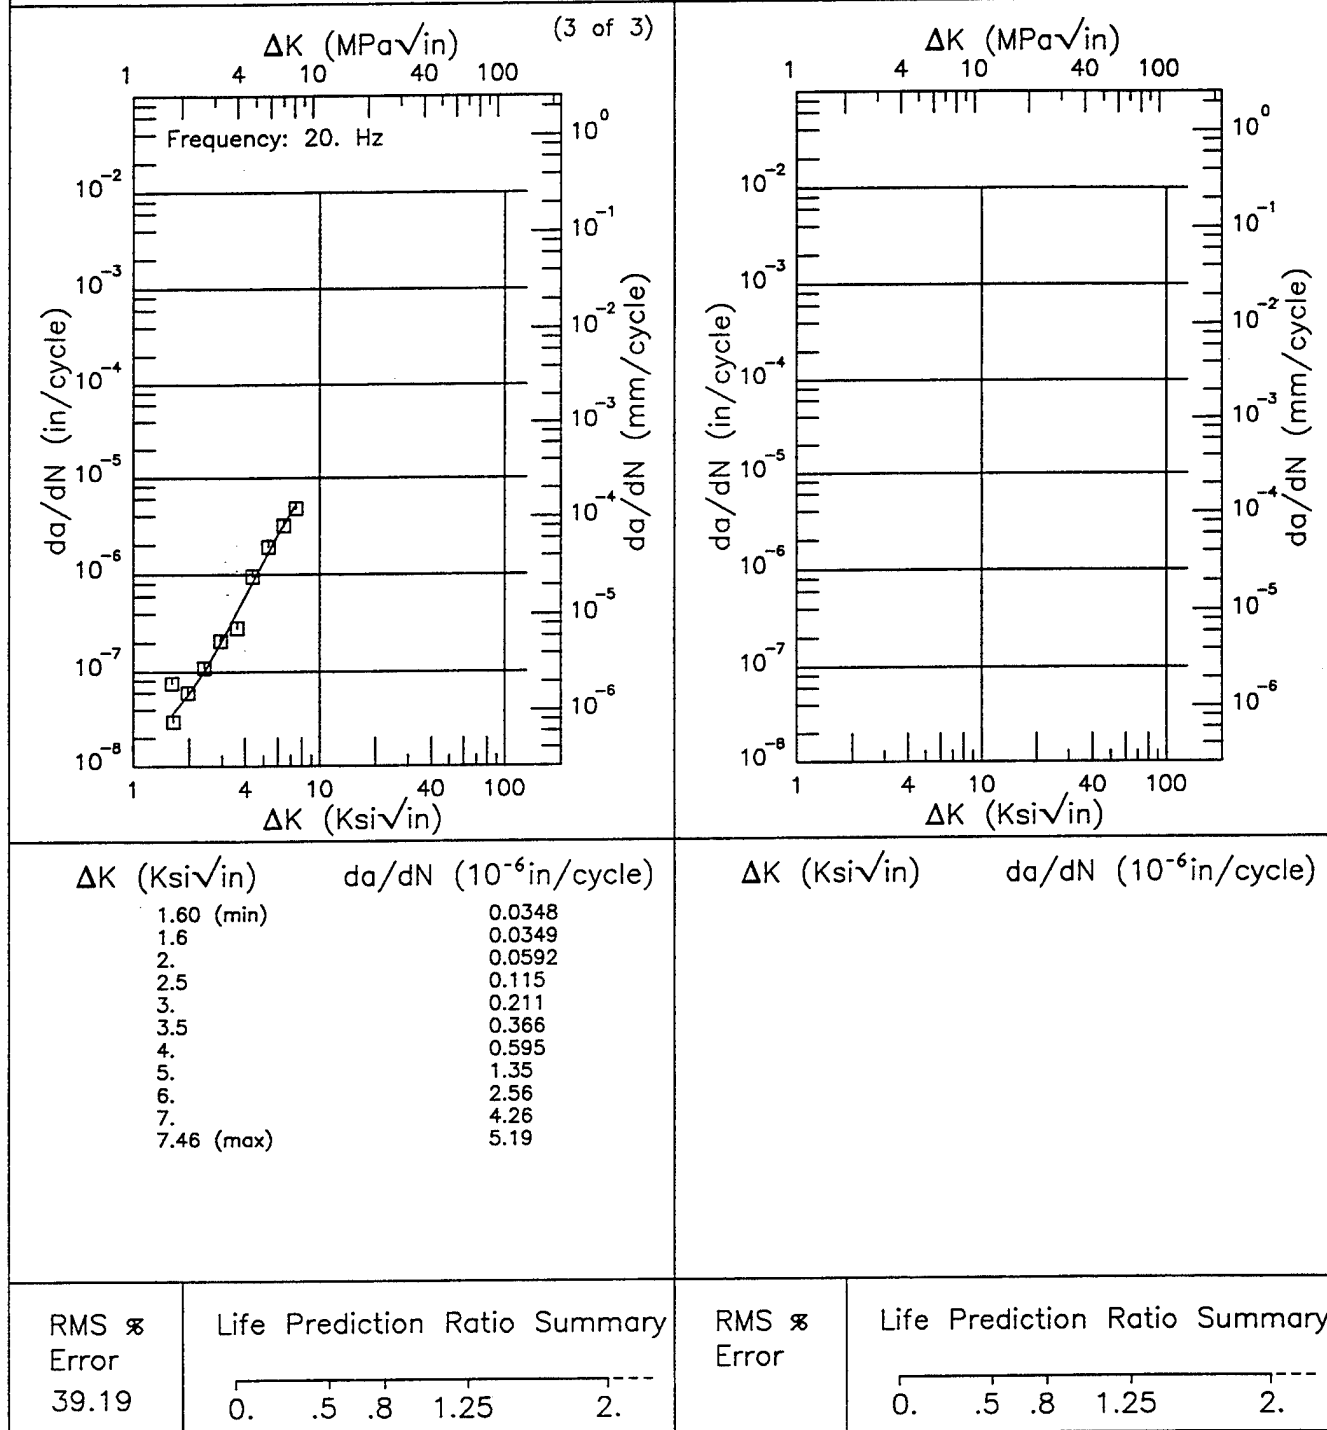 (3 of 3)
ΔK (MPa√in)
1 4 10 40 100
Frequency: 20. Hz
10⁰
10⁻²
10⁻¹
10⁻³
10⁻²
10⁻⁴
10⁻³
10⁻⁵
10⁻⁴
10⁻⁶
10⁻⁵
10⁻⁷
10⁻⁶
10⁻⁸
da/dN (in/cycle)
da/dN (mm/cycle)
1 4 10 40 100
ΔK (Ksi√in)
ΔK (MPa√in)
1 4 10 40 100
10⁰
10⁻²
10⁻¹
10⁻³
10⁻²
10⁻⁴
10⁻³
10⁻⁵
10⁻⁴
10⁻⁶
10⁻⁵
10⁻⁷
10⁻⁶
10⁻⁸
da/dN (in/cycle)
da/dN (mm/cycle)
1 4 10 40 100
ΔK (Ksi√in)
ΔK (Ksi√in) da/dN (10⁻⁶in/cycle)
1.60 (min) 0.0348
1.6 0.0349
2. 0.0592
2.5 0.115
3. 0.211
3.5 0.366
4. 0.595
5. 1.35
6. 2.56
7. 4.26
7.46 (max) 5.19
ΔK (Ksi√in) da/dN (10⁻⁶in/cycle)
RMS %
Error
39.19
Life Prediction Ratio Summary
0. .5 .8 1.25 2.
RMS %
Error
Life Prediction Ratio Summary
0. .5 .8 1.25 2.